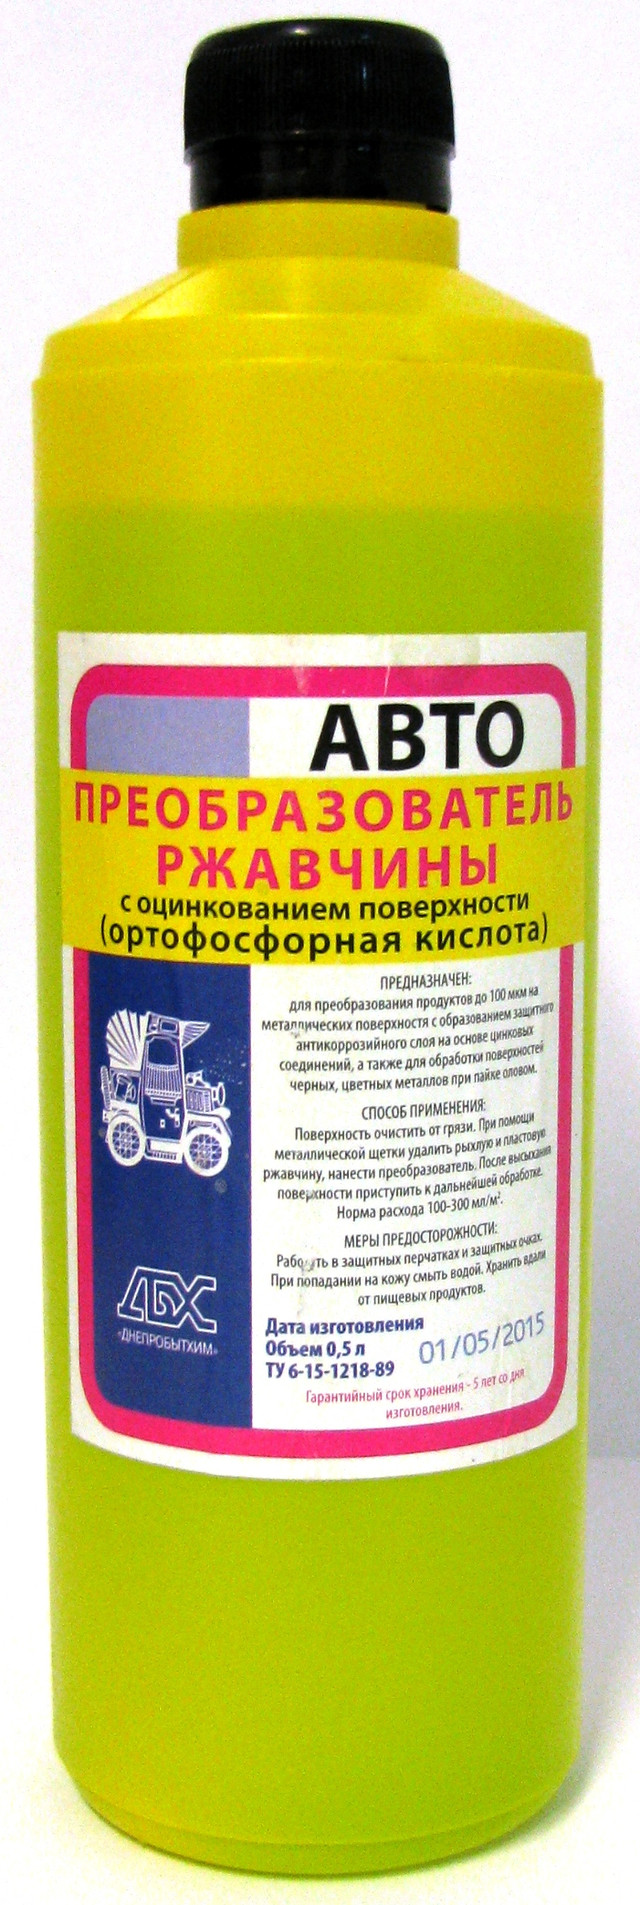 АВТО
ПРЕОБРАЗОВАТЕЛЬ
РЖАВЧИНЫ
с оцинкованием поверхности
(ортофосфорная кислота)
ПРЕДНАЗНАЧЕН:
для преобразования продуктов до 100 мкм на
металлических поверхностя с образованием защитного
антикоррозийного слоя на основе цинковых
соединений, а также для обработки поверхностей
черных, цветных металлов при пайке оловом.
СПОСОБ ПРИМЕНЕНИЯ:
Поверхность очистить от грязи. При помощи
металлической щетки удалить рыхлую и пластовую
ржавчину, нанести преобразователь. После высыхания
поверхности приступить к дальнейшей обработке.
Норма расхода 100-300 мл/м².
МЕРЫ ПРЕДОСТОРОЖНОСТИ:
Работать в защитных перчатках и защитных очках.
При попадании на кожу смыть водой. Хранить вдали
от пищевых продуктов.
ДБХ
«ДНЕПРОБЫТХИМ»
Дата изготовления
Объем 0,5 л 01/05/2015
ТУ 6-15-1218-89
Гарантийный срок хранения - 5 лет со дня
изготовления.